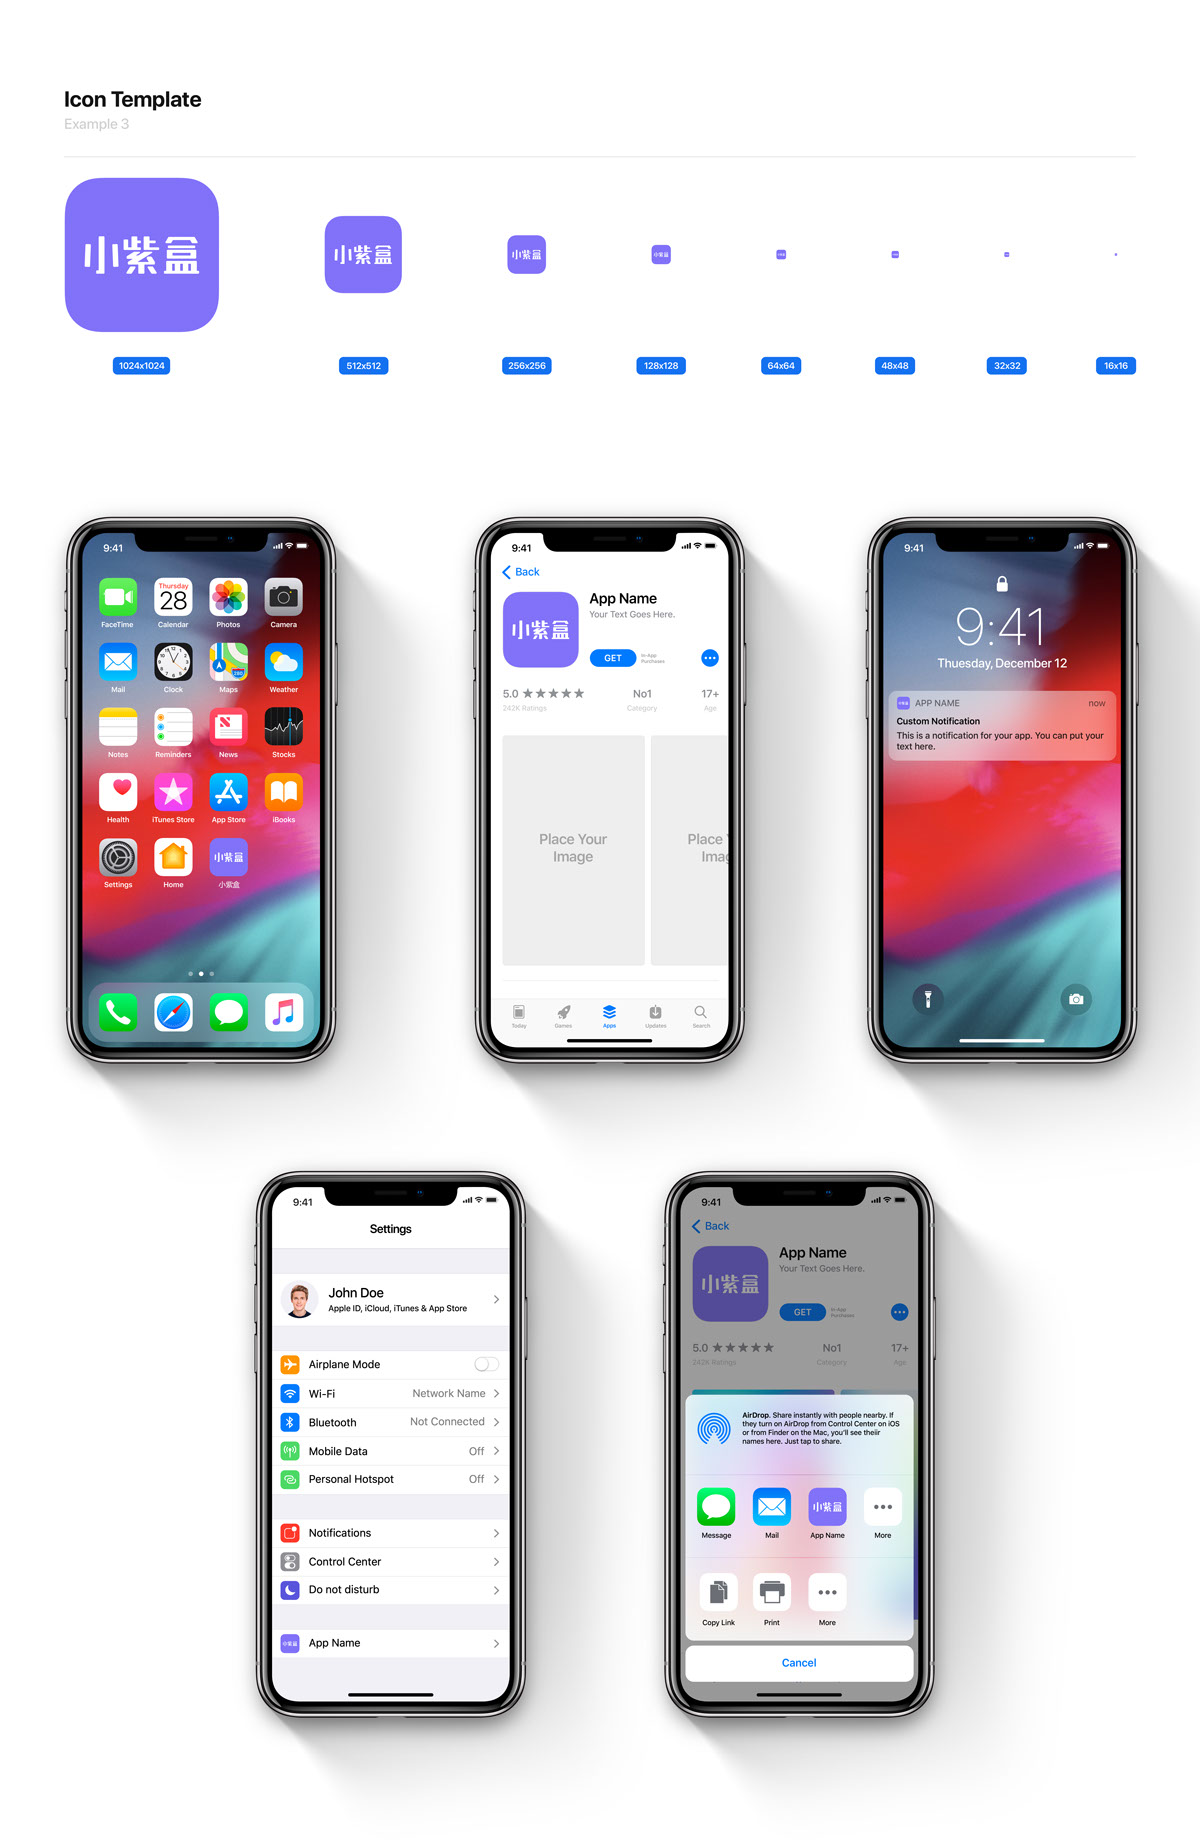 Icon Template
Example 3
小紫盒
小紫盒
小紫盒
小紫盒
1024x1024
512x512
256x256
128x128
64x64
48x48
32x32
16x16
9:41
FaceTime
Thursday
28
Calendar
Photos
Camera
Mail
Clock
Maps
280
Weather
Notes
Reminders
News
Stocks
Health
iTunes Store
App Store
iBooks
小紫盒
Settings
Home
小紫盒
9:41
Back
小紫盒
App Name
Your Text Goes Here.
GET
In-App
Purchases
5.0 ★★★★★
No1
17+
242K Ratings
Category
Age
Place Your
Image
Place Y
Imag
Today
Games
Apps
Updates
Search
9:41
9:41
Thuesday, December 12
小紫盒
APP NAME
now
Custom Notification
This is a notification for your app. You can put your
text here.
9:41
Settings
John Doe
Apple ID, iCloud, iTunes & App Store
Airplane Mode
Wi-Fi
Network Name
Bluetooth
Not Connected
Mobile Data
Off
Personal Hotspot
Off
Notifications
Control Center
Do not disturb
小紫盒
App Name
9:41
Back
小紫盒
App Name
Your Text Goes Here.
GET
In-App
Purchases
5.0 ★★★★★
No1
17+
242K Ratings
Category
Age
AirDrop. Share instantly with people nearby. If
they turn on AirDrop from Control Center on iOS
or from Finder on the Mac, you'll see theiir
names here. Just tap to share.
小紫盒
Message
Mail
App Name
More
Copy Link
Print
More
Cancel